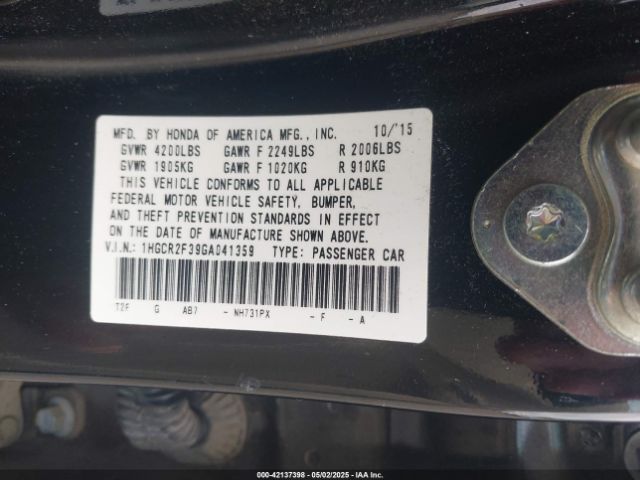 MFD. BY HONDA OF AMERICA MFG., INC. 10/'15
GVWR 4200LBS GAWR F 2249LBS R 2006LBS
GVWR 1905KG GAWR F 1020KG R 910KG
THIS VEHICLE CONFORMS TO ALL APPLICABLE
FEDERAL MOTOR VEHICLE SAFETY, BUMPER,
AND THEFT PREVENTION STANDARDS IN EFFECT
ON THE DATE OF MANUFACTURE SHOWN ABOVE.
V.I.N.: 1HGCR2F39GA041359 TYPE: PASSENGER CAR
T2F G AB7 - NH731PX - F - A
000-42137398 - 05/02/2025 - IAA Inc.